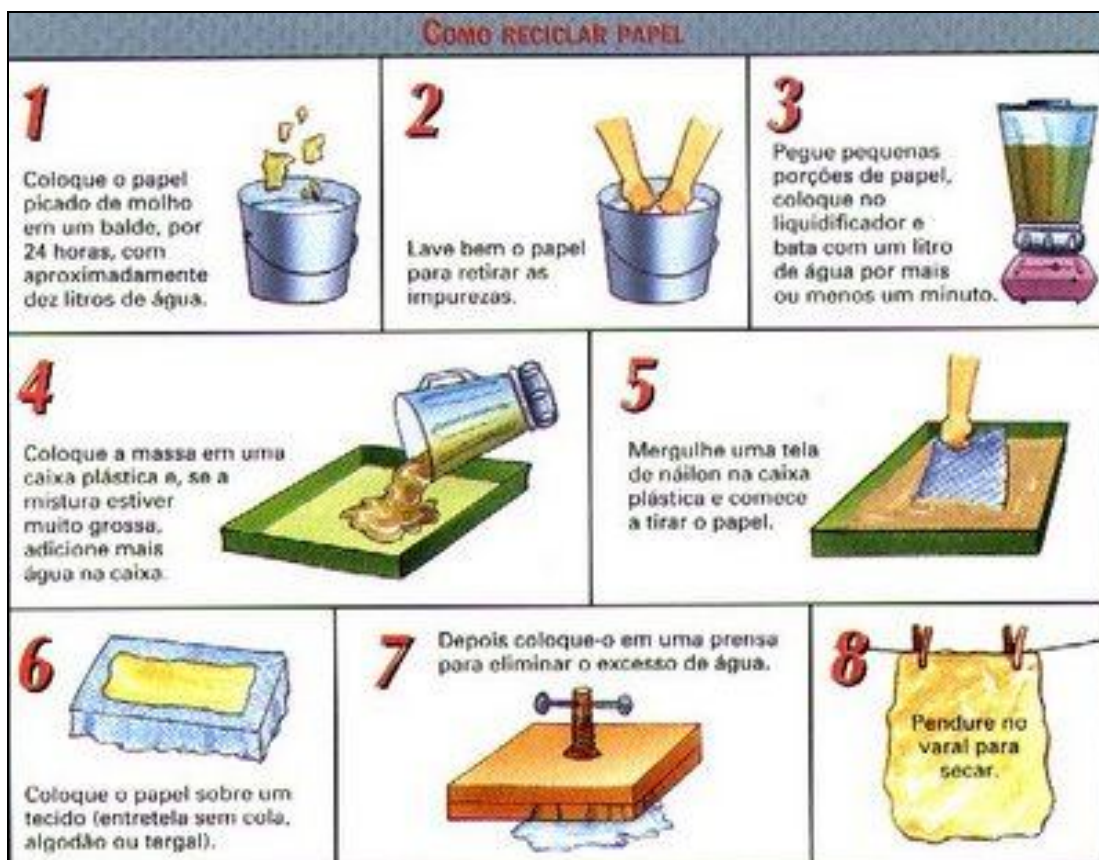 COMO RECICLAR PAPEL
1
Coloque o papel
picado de molho
em um balde, por
24 horas, com
aproximadamente
dez litros de água.
2
Lave bem o papel
para retirar as
impurezas.
3
Pegue pequenas
porções de papel,
coloque no
liquidificador e
bata com um litro
de água por mais
ou menos um minuto.
4
Coloque a massa em uma
caixa plástica e, se a
mistura estiver
muito grossa,
adicione mais
água na caixa.
5
Mergulhe uma tela
de náilon na caixa
plástica e comece
a tirar o papel.
6
Coloque o papel sobre um
tecido (entretela sem cola,
algodão ou tergal).
7
Depois coloque-o em uma prensa
para eliminar o excesso de água.
8
Pendure no
varal para
secar.